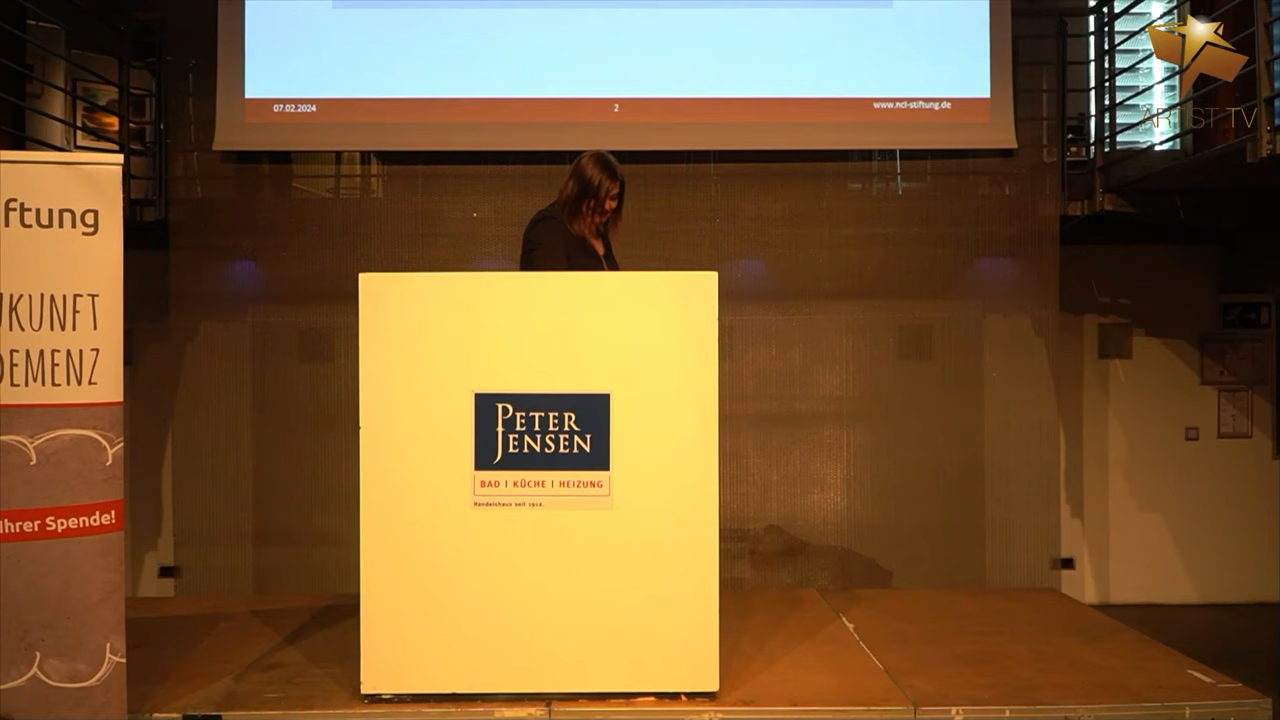 07.02.2024
2
www.ncl-stiftung.de
ARTIST TV
ftung
UKUNFT
DEMENZ
Ihrer Spende!
PETER
JENSEN
BAD | KÜCHE | HEIZUNG
Handelshaus seit 1912.